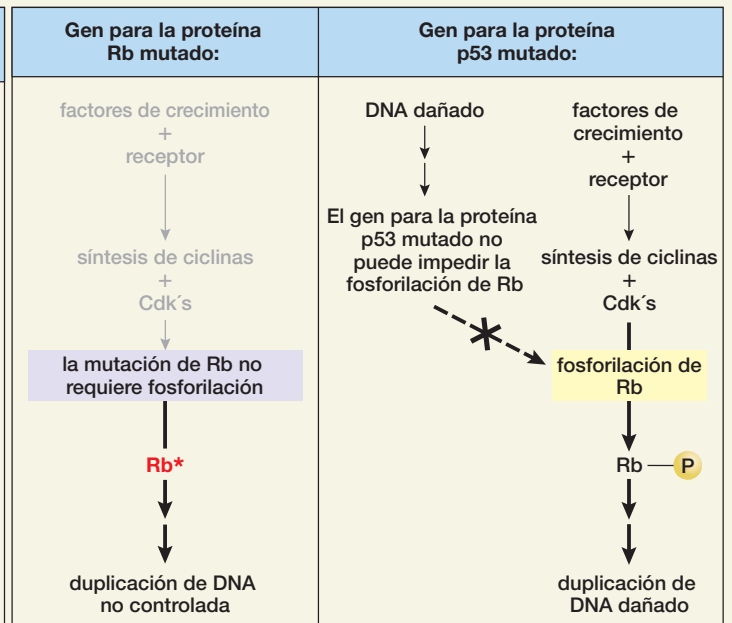 Gen para la proteína
Rb mutado:
factores de crecimiento
+
receptor
síntesis de ciclinas
+
Cdk´s
la mutación de Rb no
requiere fosforilación
Rb*
duplicación de DNA
no controlada
Gen para la proteína
p53 mutado:
DNA dañado
El gen para la proteína
p53 mutado no
puede impedir la
fosforilación de Rb
factores de
crecimiento
+
receptor
síntesis de ciclinas
+
Cdk´s
fosforilación de
Rb
Rb P
duplicación de
DNA dañado